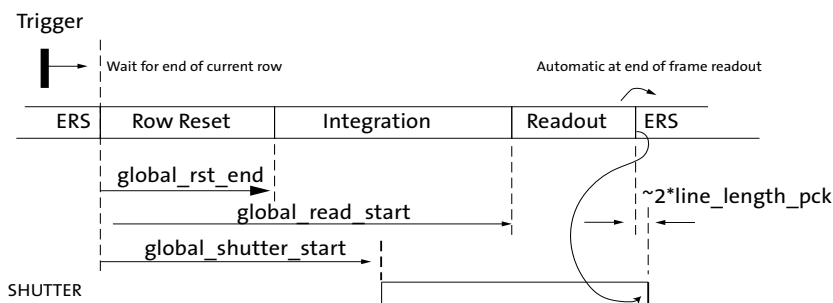 Trigger
Wait for end of current row
Automatic at end of frame readout
ERS Row Reset Integration Readout ERS
global_rst_end
~2*line_length_pck
global_read_start
global_shutter_start
SHUTTER